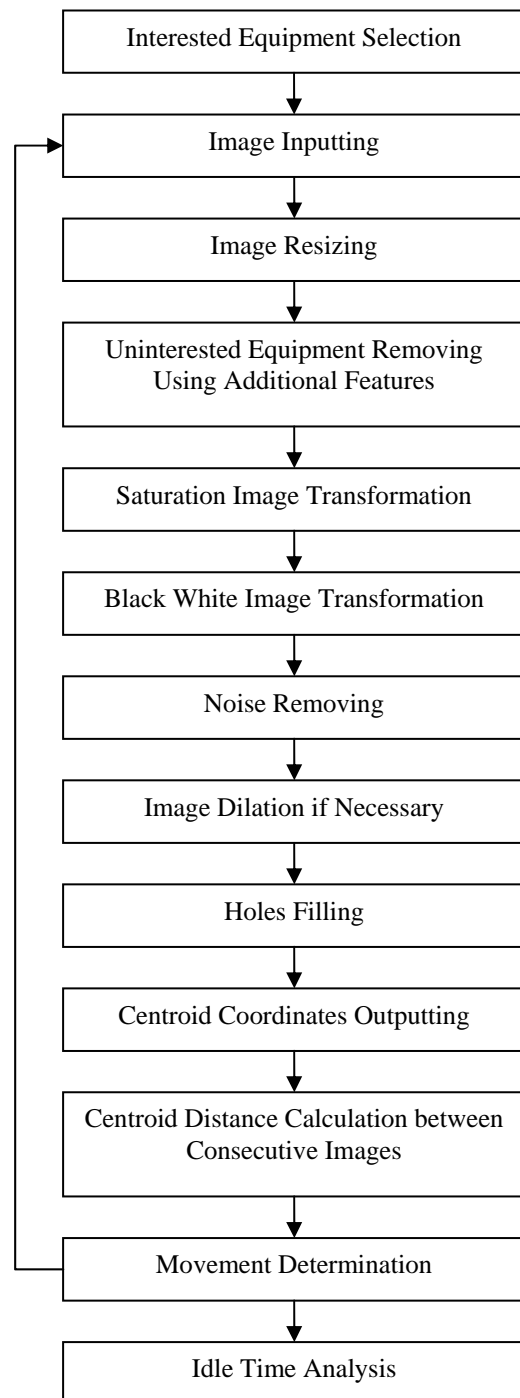 Interested Equipment Selection
Image Inputting
Image Resizing
Uninterested Equipment Removing
Using Additional Features
Saturation Image Transformation
Black White Image Transformation
Noise Removing
Image Dilation if Necessary
Holes Filling
Centroid Coordinates Outputting
Centroid Distance Calculation between
Consecutive Images
Movement Determination
Idle Time Analysis